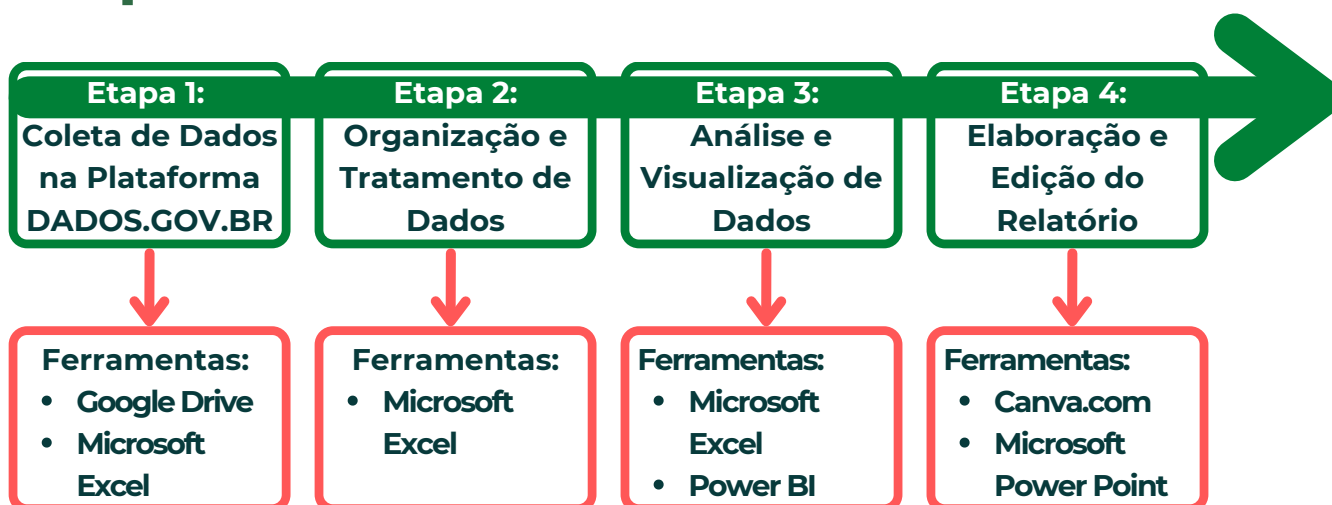 Etapa 1:
Coleta de Dados
na Plataforma
DADOS.GOV.BR
Etapa 2:
Organização e
Tratamento de
Dados
Etapa 3:
Análise e
Visualização de
Dados
Etapa 4:
Elaboração e
Edição do
Relatório
Ferramentas:
• Google Drive
• Microsoft
Excel
Ferramentas:
• Microsoft
Excel
Ferramentas:
• Microsoft
Excel
• Power BI
Ferramentas:
• Canva.com
• Microsoft
Power Point